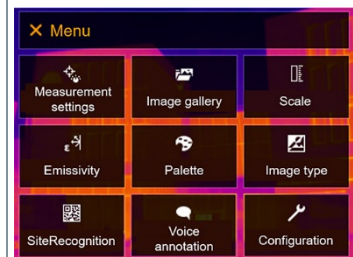 × Menu
Measurement
settings
Image gallery
Scale
ε
Emissivity
Palette
Image type
SiteRecognition
Voice
annotation
Configuration